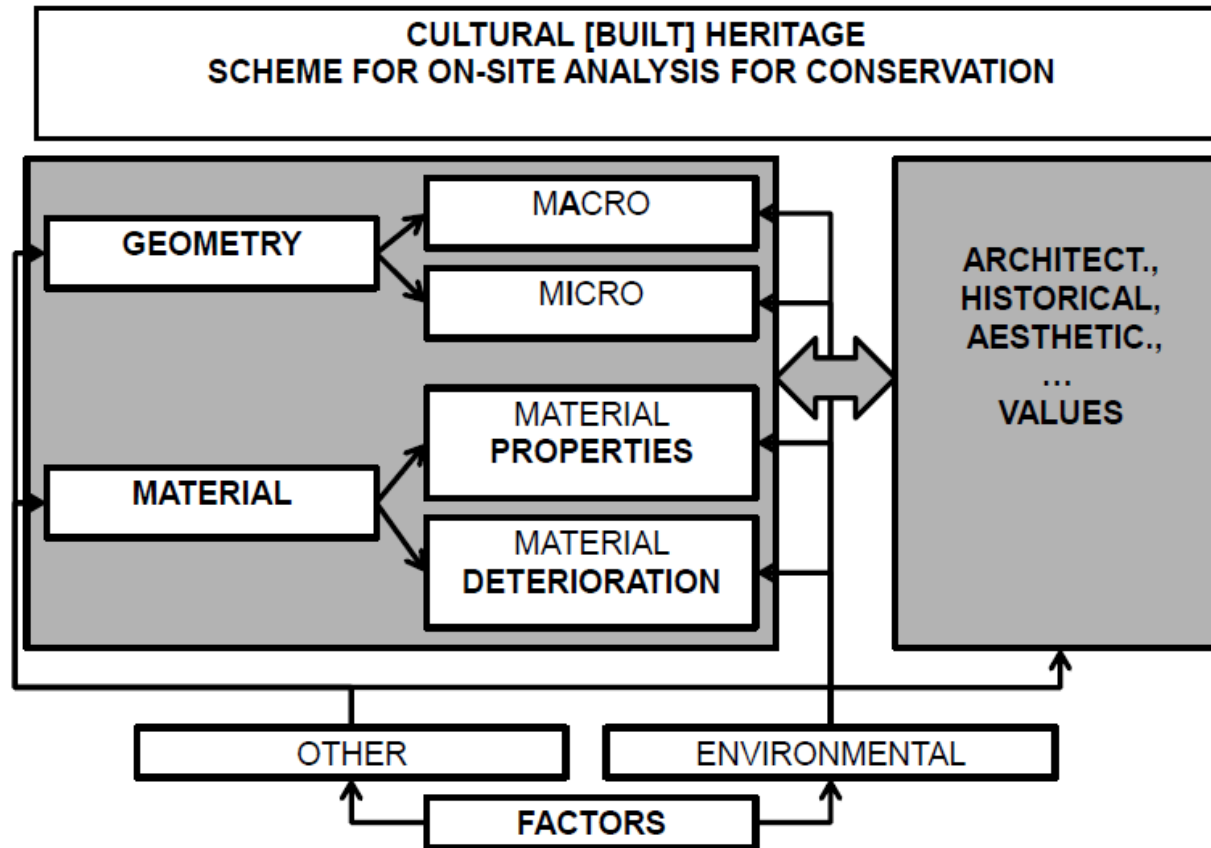 CULTURAL [BUILT] HERITAGE
SCHEME FOR ON-SITE ANALYSIS FOR CONSERVATION
GEOMETRY
MACRO
MICRO
MATERIAL
MATERIAL
PROPERTIES
MATERIAL
DETERIORATION
ARCHITECT.,
HISTORICAL,
AESTHETIC.,
...
VALUES
OTHER
ENVIRONMENTAL
FACTORS